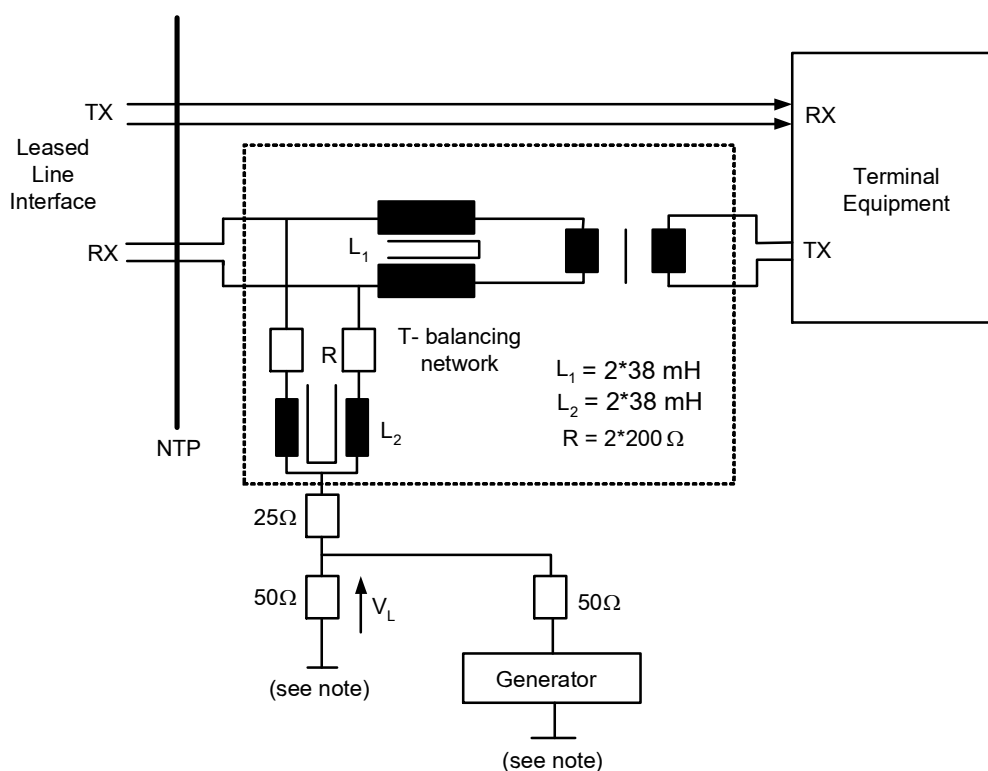 TX
RX
Leased
Line
Interface
Terminal
Equipment
L₁
RX
TX
T- balancing
network
R
L₁ = 2*38 mH
L₂ = 2*38 mH
R = 2*200 Ω
L₂
NTP
25Ω
50Ω
V_L
50Ω
(see note)
Generator
(see note)